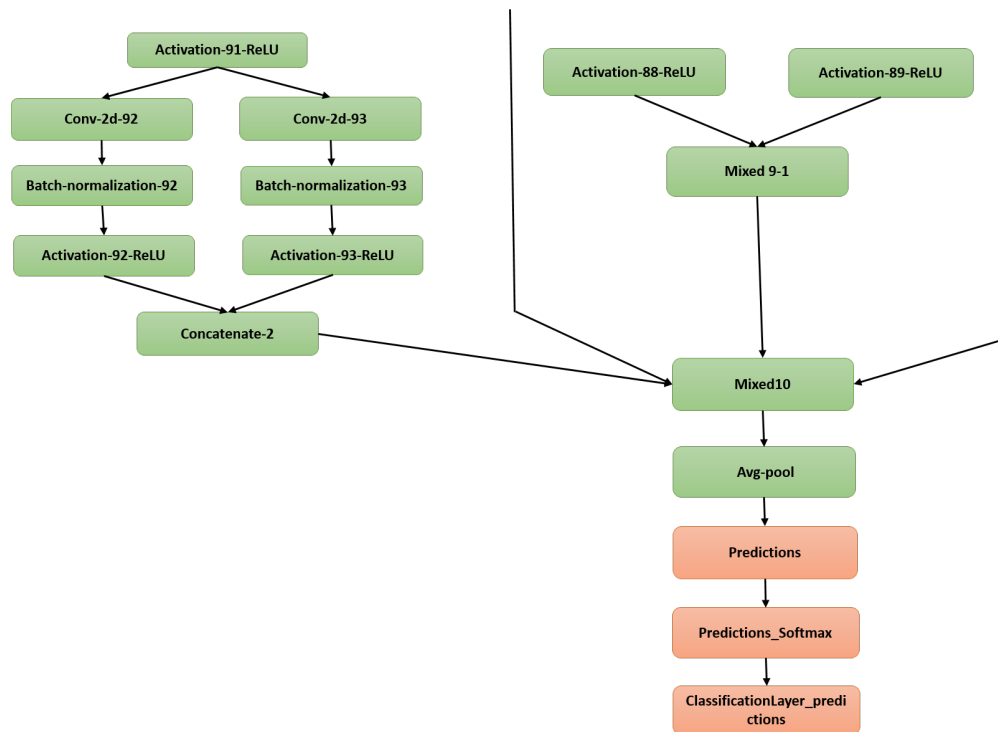 Activation-91-ReLU
Activation-88-ReLU
Activation-89-ReLU
Conv-2d-92
Conv-2d-93
Mixed 9-1
Batch-normalization-92
Batch-normalization-93
Activation-92-ReLU
Activation-93-ReLU
Concatenate-2
Mixed10
Avg-pool
Predictions
Predictions_Softmax
ClassificationLayer_predi
ctions